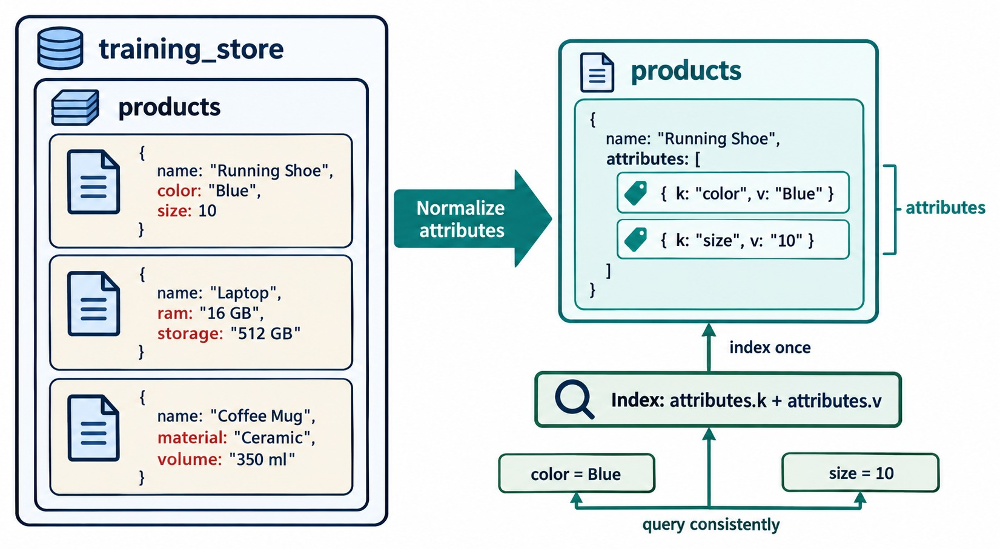 training_store
products
{
name: "Running Shoe",
color: "Blue",
size: 10
}
{
name: "Laptop",
ram: "16 GB",
storage: "512 GB"
}
{
name: "Coffee Mug",
material: "Ceramic",
volume: "350 ml"
}
Normalize
attributes
products
{
name: "Running Shoe",
attributes: [
{ k: "color", v: "Blue" }
{ k: "size", v: "10" }
]
}
attributes
index once
Index: attributes.k + attributes.v
color = Blue
size = 10
query consistently